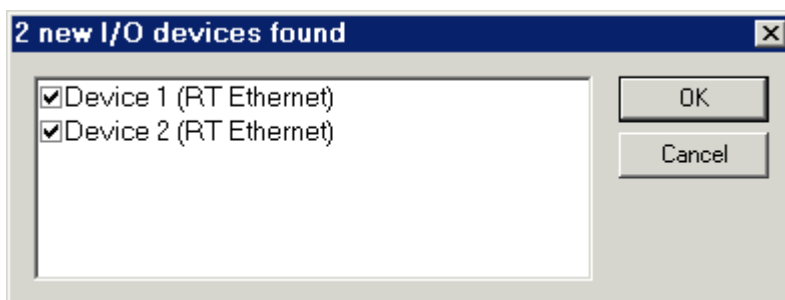 2 new I/O devices found
Device 1 (RT Ethernet)
Device 2 (RT Ethernet)
OK
Cancel